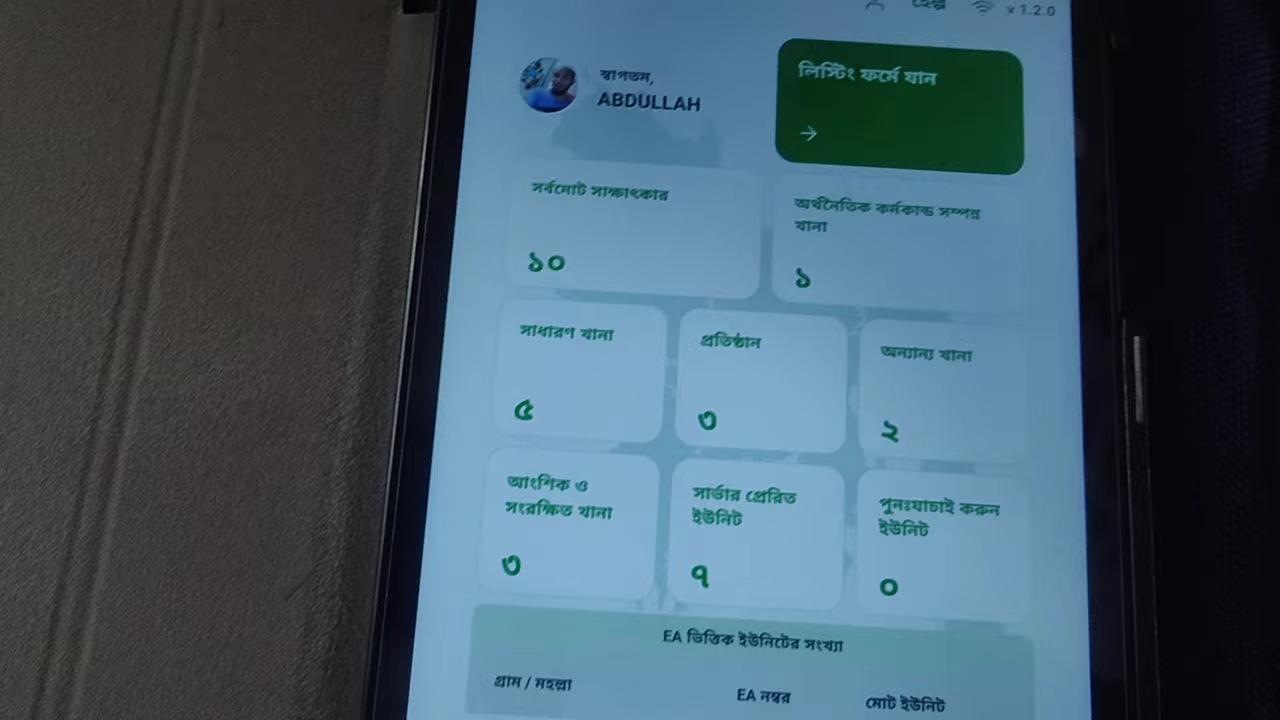 হেল্প v 1.2.0
স্বাগতম,
ABDULLAH
লিস্টিং ফর্মে যান
সর্বমোট সাক্ষাৎকার
১০
অর্থনৈতিক কর্মকান্ড সম্পন্ন
খানা
১
সাধারণ খানা
৫
প্রতিষ্ঠান
৩
অন্যান্য খানা
২
আংশিক ও
সংরক্ষিত খানা
৩
সার্ভার প্রেরিত
ইউনিট
৭
পুনঃযাচাই করুন
ইউনিট
০
EA ভিত্তিক ইউনিটের সংখ্যা
গ্রাম / মহল্লা EA নম্বর মোট ইউনিট